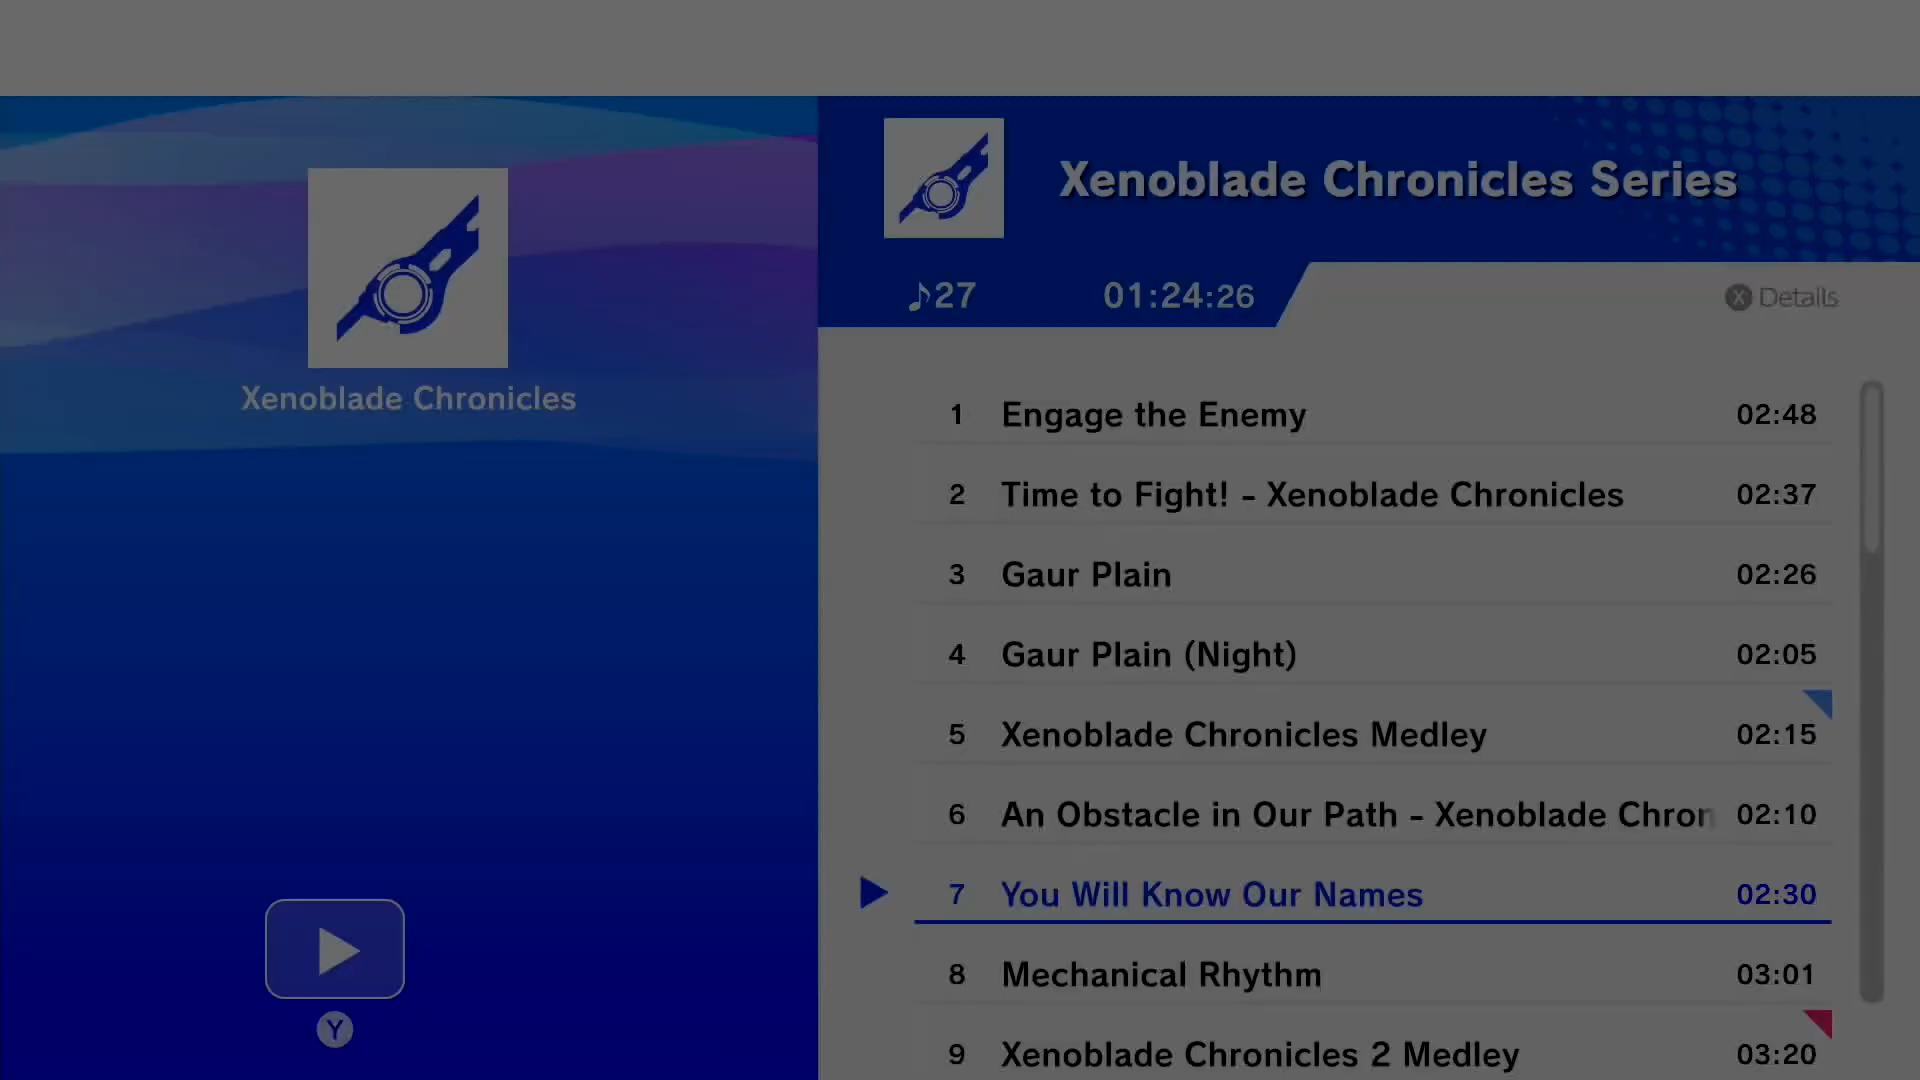 Xenoblade Chronicles
Y
Xenoblade Chronicles Series
♪27 01:24:26
X Details
1 Engage the Enemy 02:48
2 Time to Fight! - Xenoblade Chronicles 02:37
3 Gaur Plain 02:26
4 Gaur Plain (Night) 02:05
5 Xenoblade Chronicles Medley 02:15
6 An Obstacle in Our Path - Xenoblade Chron 02:10
7 You Will Know Our Names 02:30
8 Mechanical Rhythm 03:01
9 Xenoblade Chronicles 2 Medley 03:20